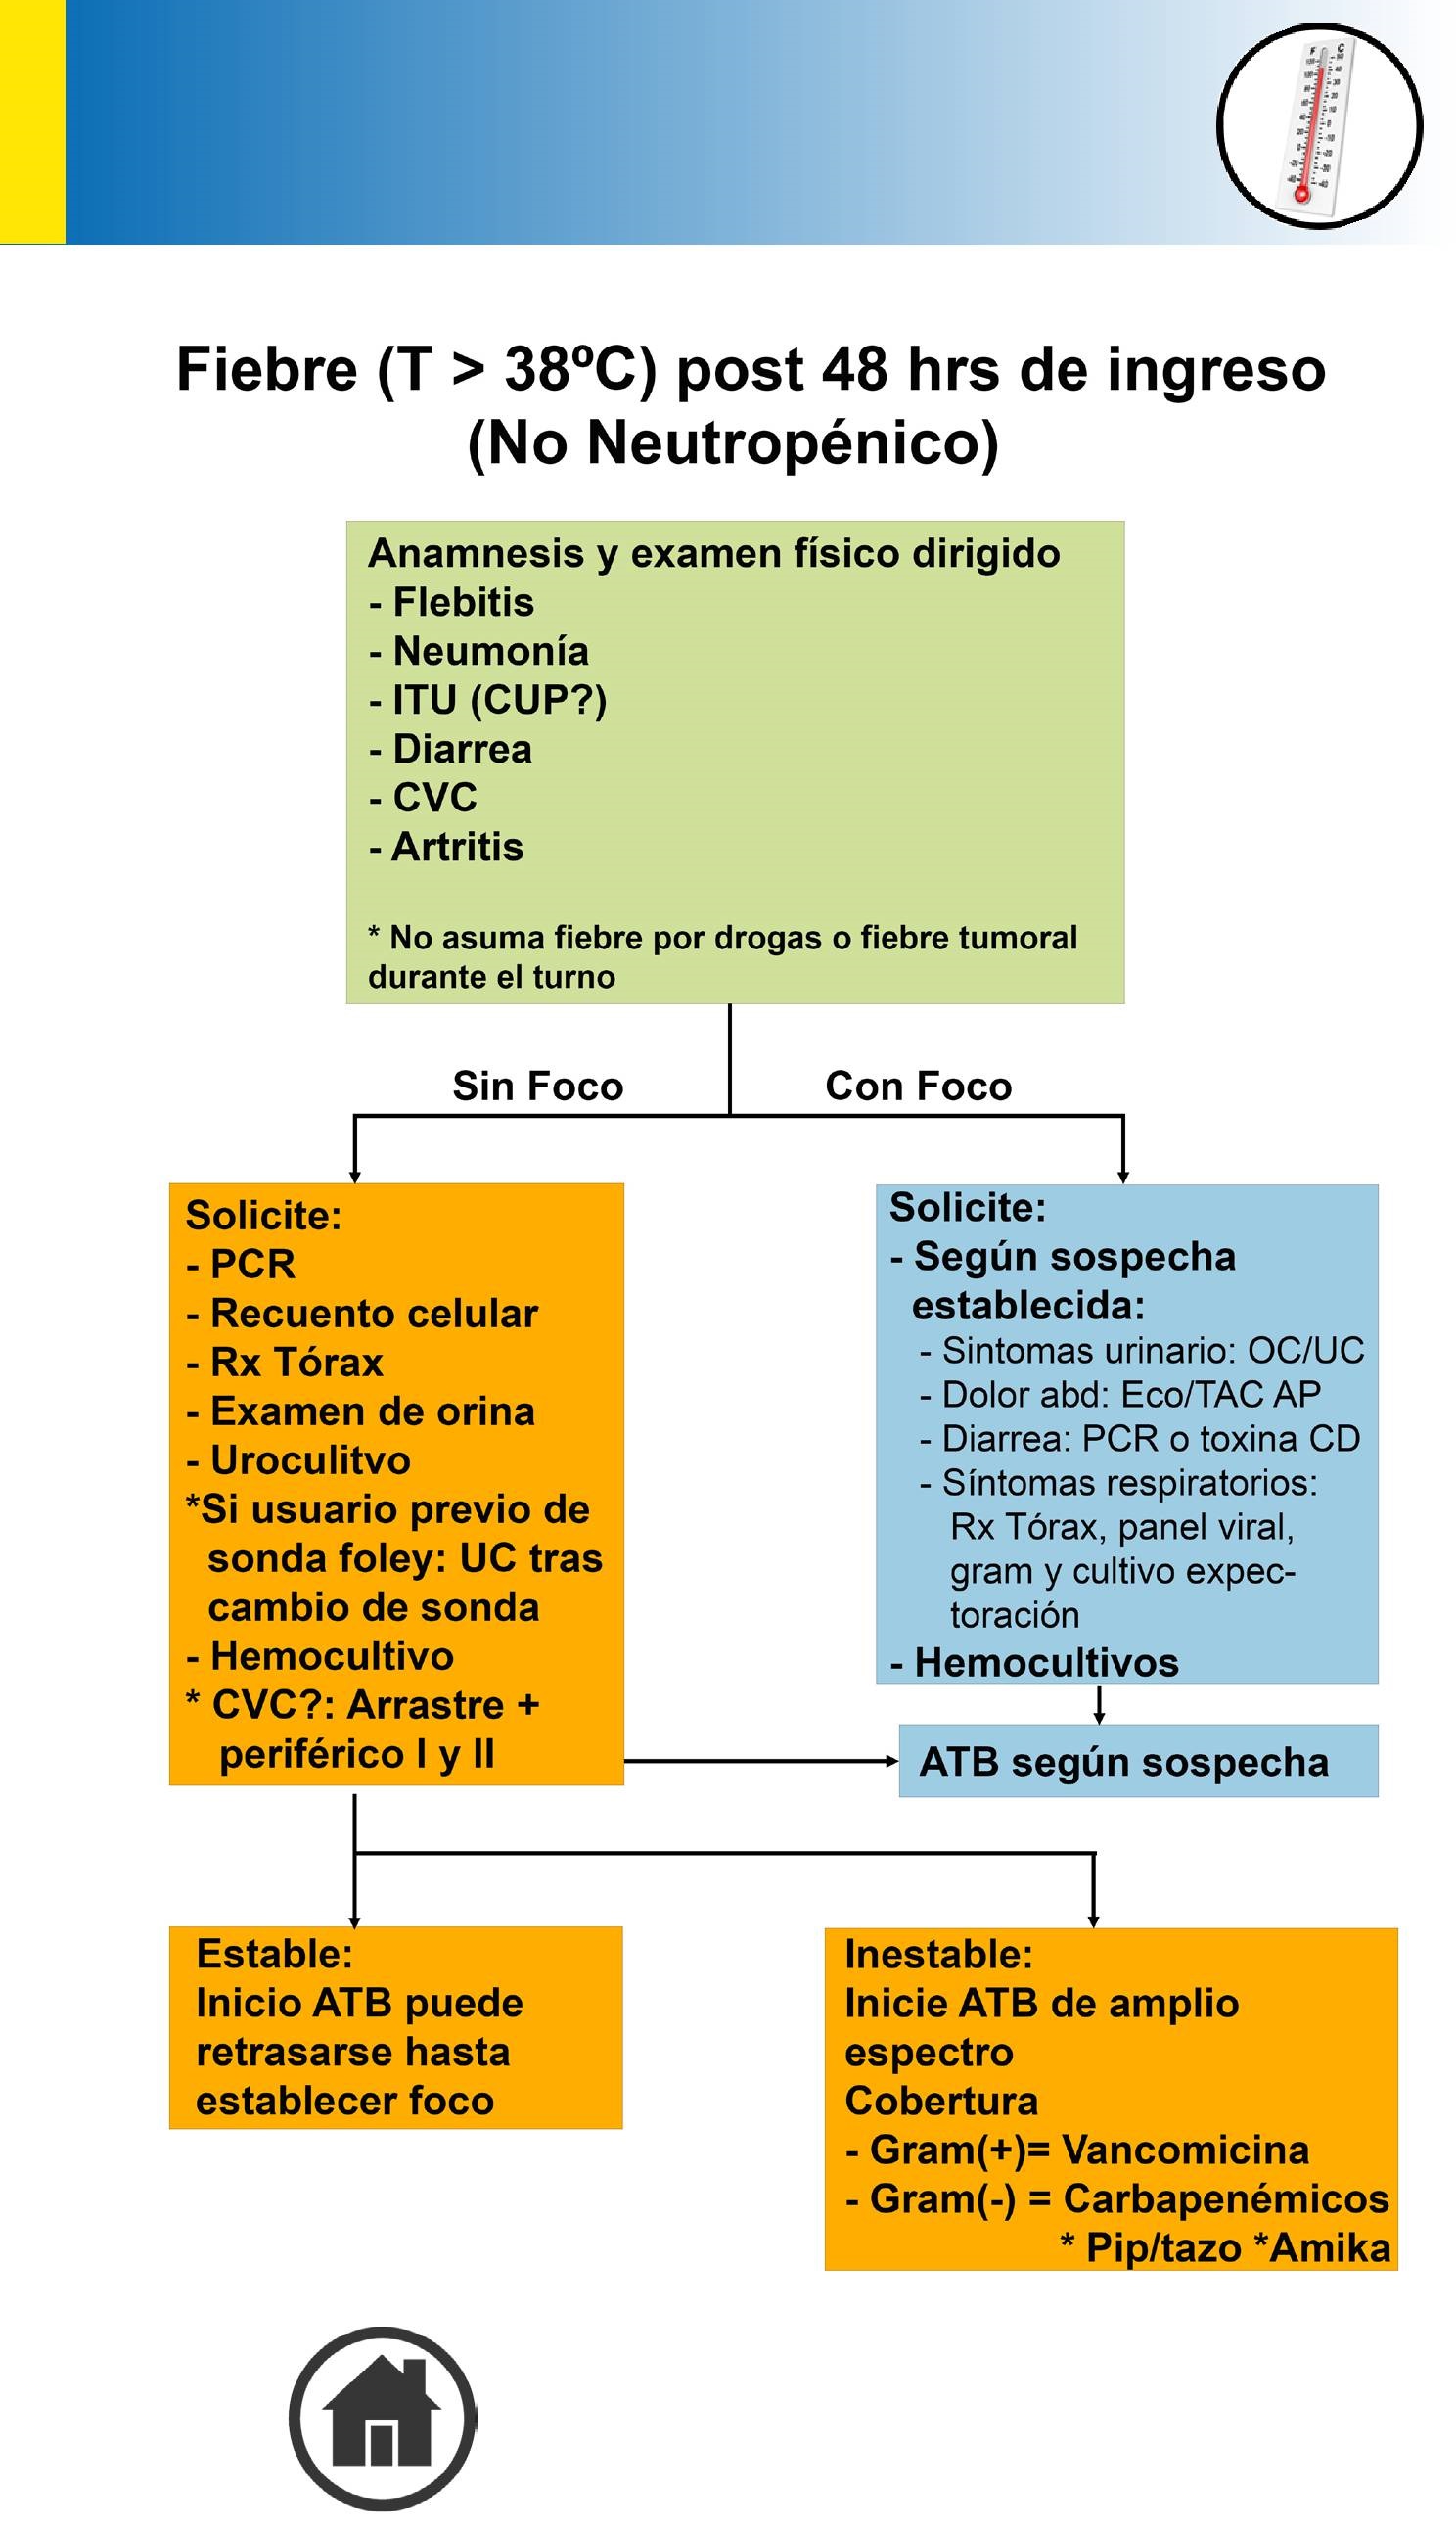 Fiebre (T > 38ºC) post 48 hrs de ingreso
(No Neutropénico)
Anamnesis y examen físico dirigido
- Flebitis
- Neumonía
- ITU (CUP?)
- Diarrea
- CVC
- Artritis
* No asuma fiebre por drogas o fiebre tumoral
durante el turno
Sin Foco
Con Foco
Solicite:
- PCR
- Recuento celular
- Rx Tórax
- Examen de orina
- Uroculitvo
*Si usuario previo de
sonda foley: UC tras
cambio de sonda
- Hemocultivo
* CVC?: Arrastre +
periférico I y II
Solicite:
- Según sospecha
establecida:
- Sintomas urinario: OC/UC
- Dolor abd: Eco/TAC AP
- Diarrea: PCR o toxina CD
- Síntomas respiratorios:
Rx Tórax, panel viral,
gram y cultivo expec-
toración
- Hemocultivos
ATB según sospecha
Estable:
Inicio ATB puede
retrasarse hasta
establecer foco
Inestable:
Inicie ATB de amplio
espectro
Cobertura
- Gram(+)= Vancomicina
- Gram(-) = Carbapenémicos
* Pip/tazo *Amika